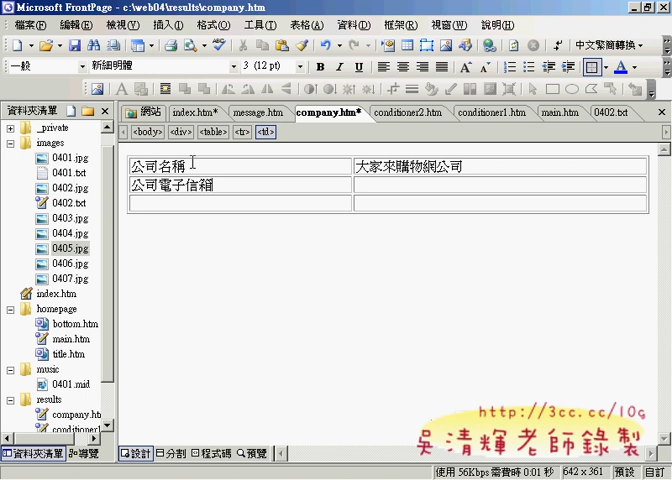 Microsoft FrontPage - c:\web04\results\company.htm
檔案(F) 編輯(E) 檢視(V) 插入(I) 格式(O) 工具(T) 表格(A) 資料(D) 框架(R) 視窗(W) 說明(H)
中文繁簡轉換
一般 新細明體 3 (12 pt) B I U A A A
資料夾清單
網站 index.htm* message.htm company.htm* conditioner2.htm conditioner1.htm main.htm 0402.txt
<body> <div> <table> <tr> <td>
_private
images
0401.jpg
0401.txt
0402.jpg
0402.txt
0403.jpg
0404.jpg
0405.jpg
0406.jpg
0407.jpg
index.htm
homepage
bottom.htm
main.htm
title.htm
music
0401.mid
results
company.ht
conditioner1
公司名稱 大家來購物網公司
公司電子信箱
http://3cc.cc/10g
吳清輝老師錄製
資料夾清單 導覽 設計 分割 程式碼 預覽
使用 56Kbps 需費時 0:01 秒 642 x 361 預設 自訂